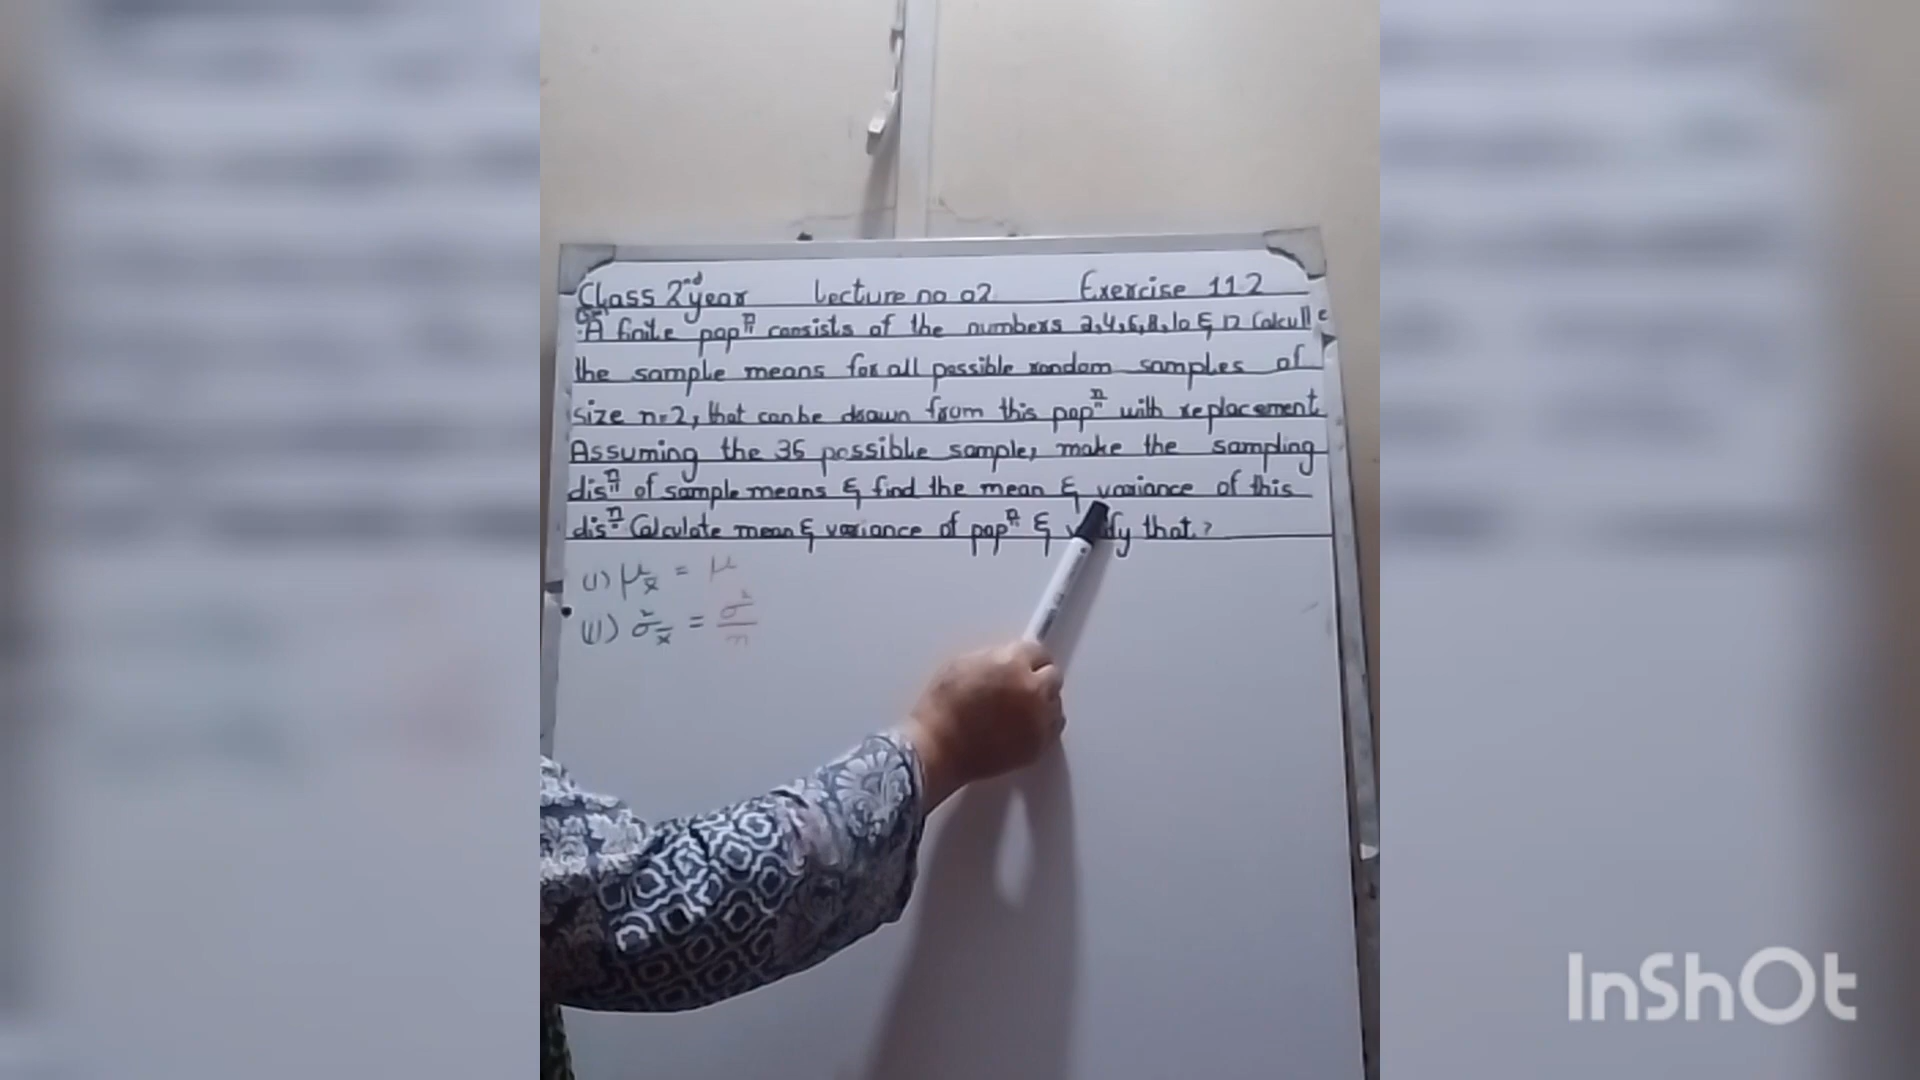 Class 2nd year Lecture no 02 Exercise 11.2
A finite popⁿ consists of the numbers 2,4,6,8,10 & 12 Calcul e
the sample means for all possible random samples of
size n=2, that can be drawn from this popⁿ with replacement
Assuming the 36 possible samples, make the sampling
disⁿ of sample means & find the mean & variance of this
disⁿ Calculate mean & variance of popⁿ & verify that?
(i) μx̄ = μ
(ii) σ²x̄ = σ²/n
InShOt